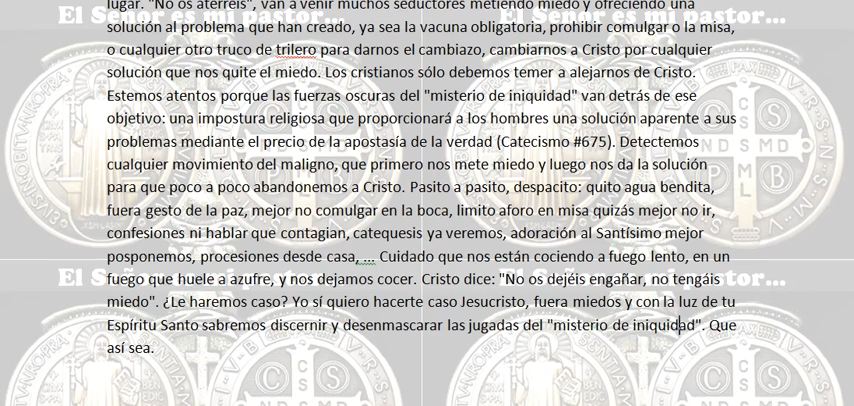 lugar. "No os aterréis", van a venir muchos seductores metiendo miedo y ofreciendo una
El Señor es mi pastor... El Señor es mi pastor...
solución al problema que han creado, ya sea la vacuna obligatoria, prohibir comulgar o la misa,
o cualquier otro truco de trilero para darnos el cambiazo, cambiarnos a Cristo por cualquier
solución que nos quite el miedo. Los cristianos sólo debemos temer a alejarnos de Cristo.
Estemos atentos porque las fuerzas oscuras del "misterio de iniquidad" van detrás de ese
objetivo: una impostura religiosa que proporcionará a los hombres una solución aparente a sus
problemas mediante el precio de la apostasía de la verdad (Catecismo #675). Detectemos
cualquier movimiento del maligno, que primero nos mete miedo y luego nos da la solución
para que poco a poco abandonemos a Cristo. Pasito a pasito, despacito: quito agua bendita,
fuera gesto de la paz, mejor no comulgar en la boca, limito aforo en misa quizás mejor no ir,
confesiones ni hablar que contagian, catequesis ya veremos, adoración al Santísimo mejor
posponemos, procesiones desde casa, ... Cuidado que nos están cociendo a fuego lento, en un
fuego que huele a azufre, y nos dejamos cocer. Cristo dice: "No os dejéis engañar, no tengáis
miedo". ¿Le haremos caso? Yo sí quiero hacerte caso Jesucristo, fuera miedos y con la luz de tu
Espíritu Santo sabremos discernir y desenmascarar las jugadas del "misterio de iniquidad". Que
así sea.